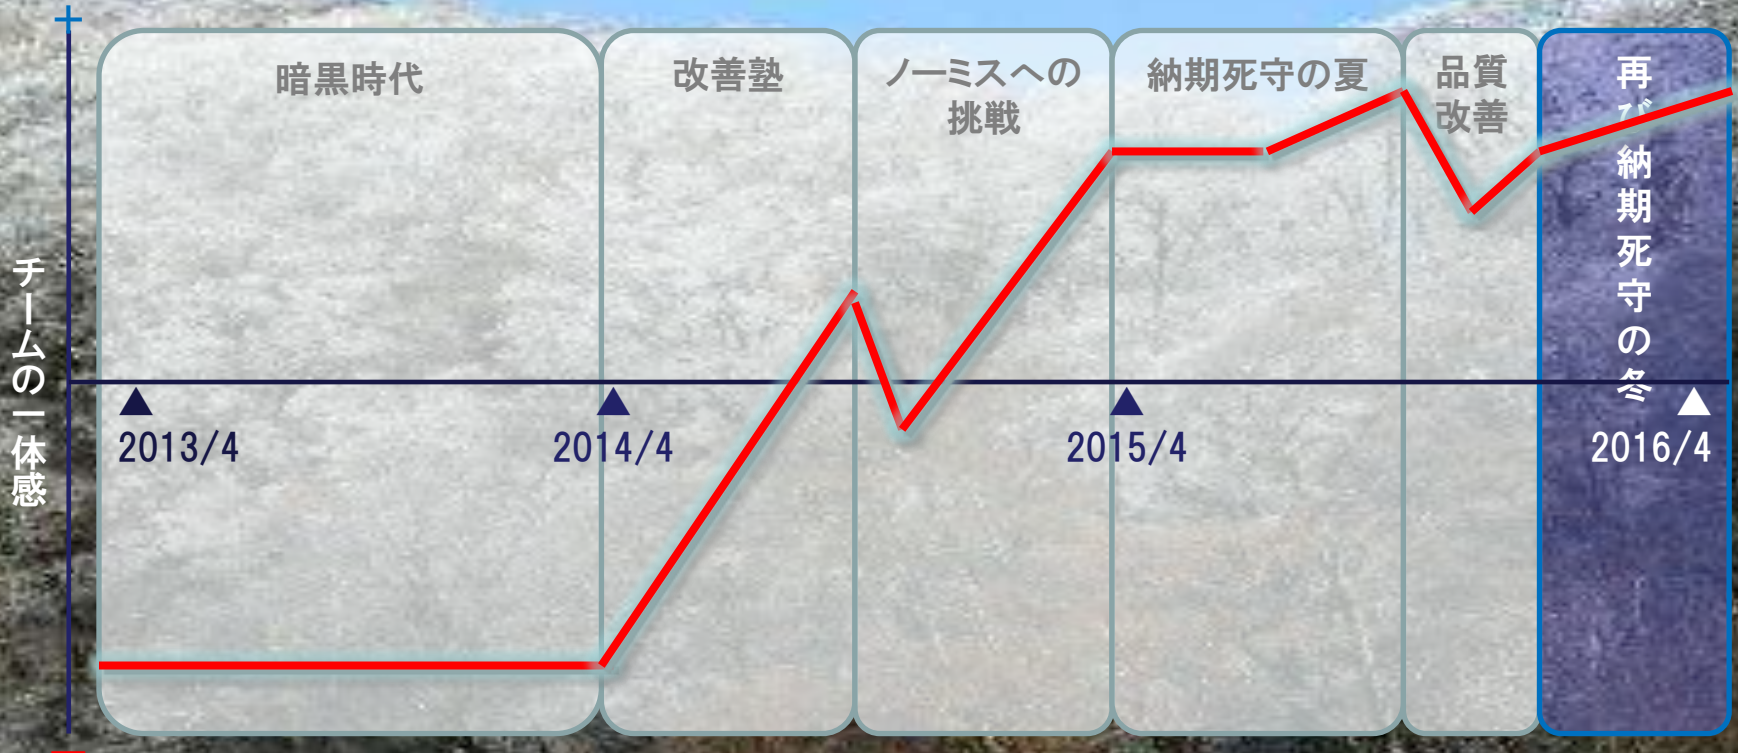 +
暗黒時代
改善塾
ノーミスへの
挑戦
納期死守の夏
品質
改善
再び納期死守の冬
チームの一体感
2013/4
2014/4
2015/4
2016/4